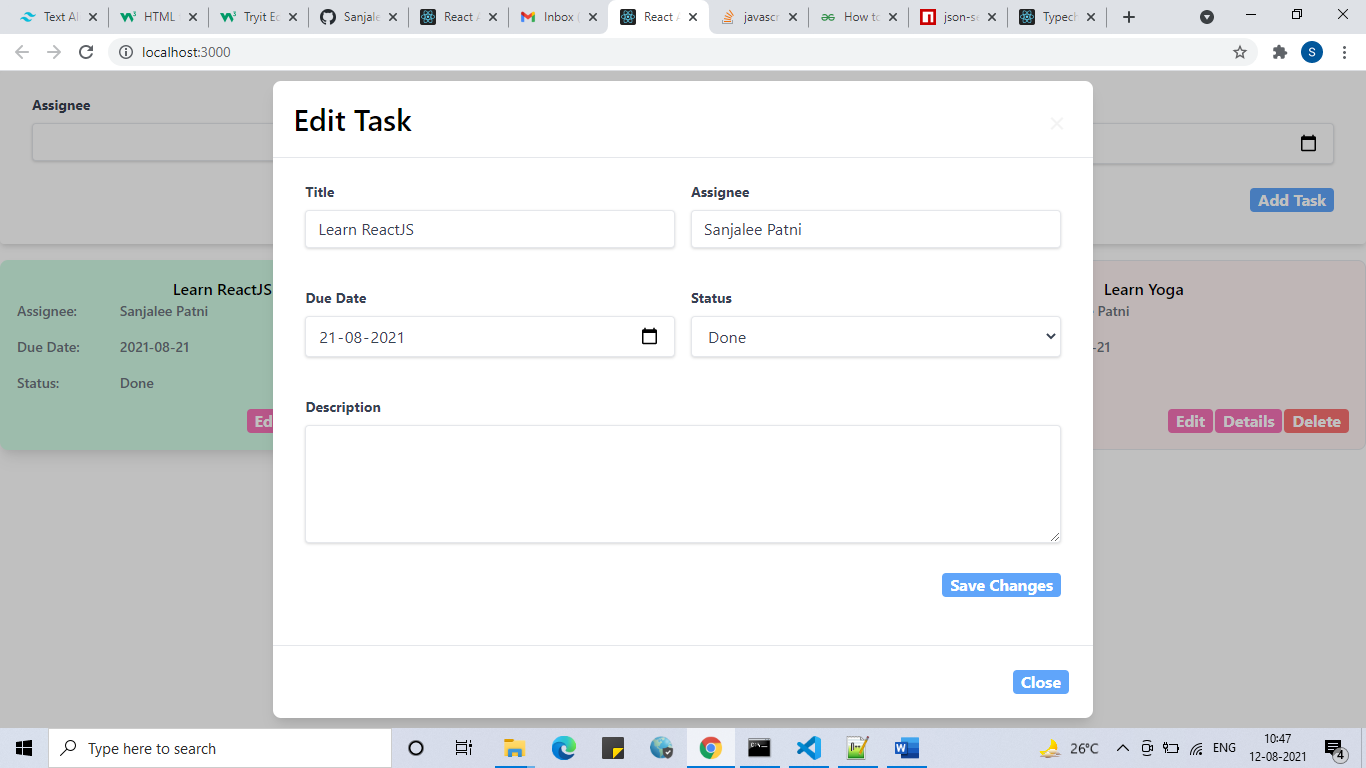 Text Al
HTML
Tryit Ec
Sanjale
React A
Inbox (
React A
javascr
How to
json-se
Typech
localhost:3000
S
Assignee
Edit Task
×
Title
Assignee
Learn ReactJS
Sanjalee Patni
Add Task
Due Date
Status
21-08-2021
Done
Learn ReactJS
Assignee: Sanjalee Patni
Due Date: 2021-08-21
Status: Done
Ed
Learn Yoga
Patni
-21
Edit Details Delete
Description
Save Changes
Close
Type here to search
26°C
ENG
10:47
12-08-2021
4